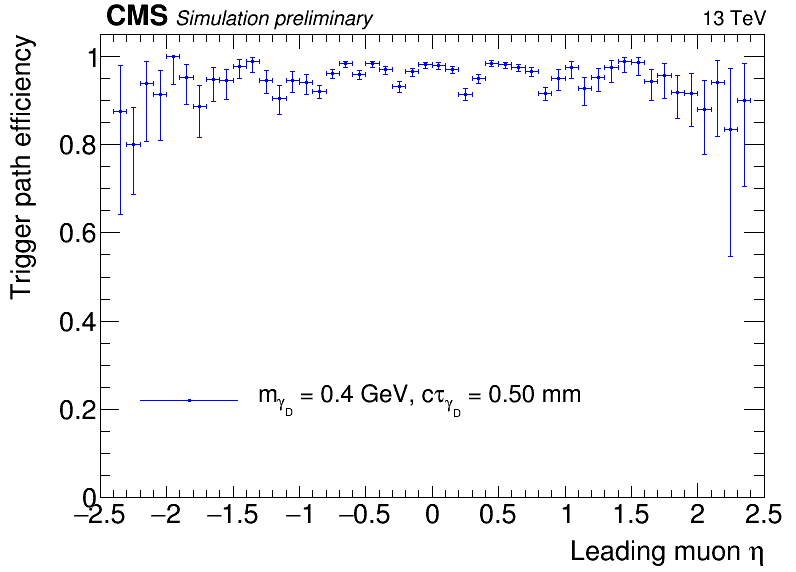 CMS Simulation preliminary 13 TeV
Trigger path efficiency
1
0.8
0.6
0.4
0.2
0
m_γ_D = 0.4 GeV, cτ_γ_D = 0.50 mm
−2.5 −2 −1.5 −1 −0.5 0 0.5 1 1.5 2 2.5
Leading muon η